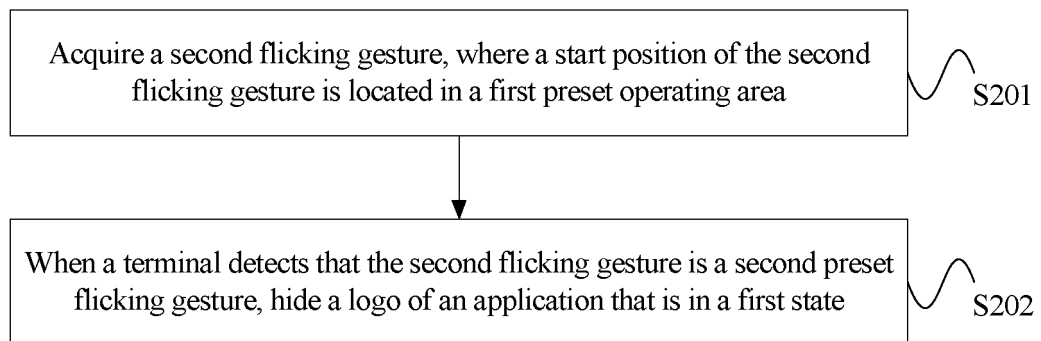 Acquire a second flicking gesture, where a start position of the second
flicking gesture is located in a first preset operating area
S201
When a terminal detects that the second flicking gesture is a second preset
flicking gesture, hide a logo of an application that is in a first state
S202